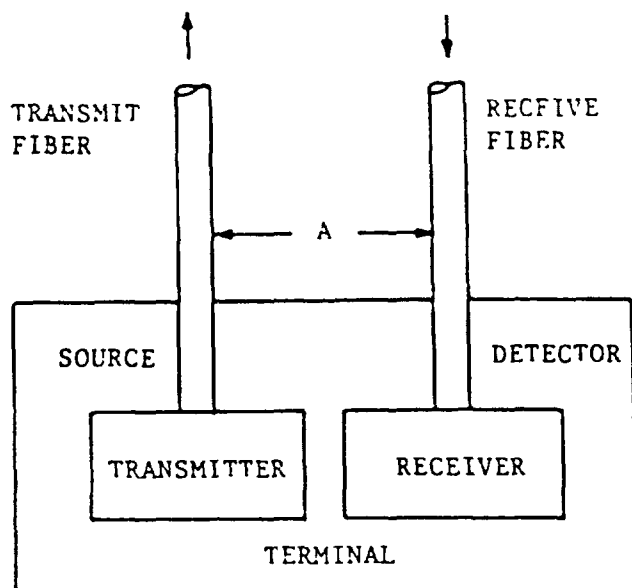 TRANSMIT
FIBER
RECFIVE
FIBER
A
SOURCE
DETECTOR
TRANSMITTER
RECEIVER
TERMINAL